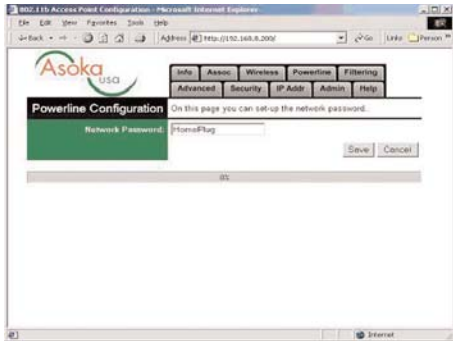 802.11b Access Point Configuration - Microsoft Internet Explorer
File Edit View Favorites Tools Help
Back Address http://192.168.8.200/ Go Links
Asoka
USA
Info Assoc Wireless Powerline Filtering
Advanced Security IP Addr Admin Help
Powerline Configuration On this page you can set-up the network password.
Network Password: HomePlug
Save Cancel
0%
Internet